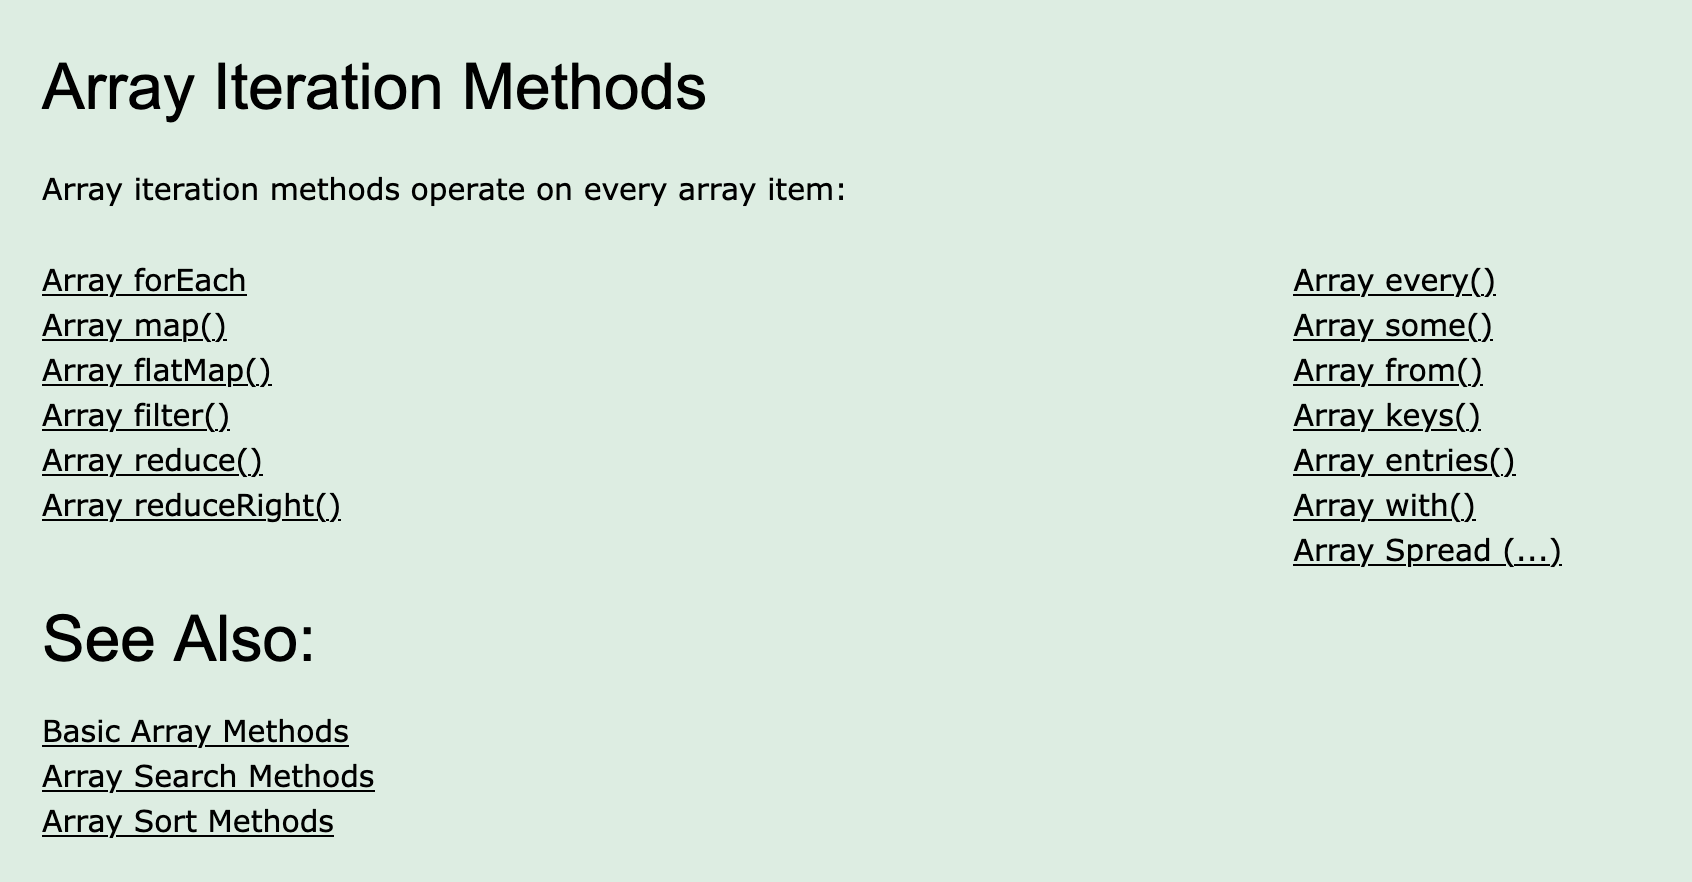 Array Iteration Methods
Array iteration methods operate on every array item:
Array forEach
Array map()
Array flatMap()
Array filter()
Array reduce()
Array reduceRight()
Array every()
Array some()
Array from()
Array keys()
Array entries()
Array with()
Array Spread (...)
See Also:
Basic Array Methods
Array Search Methods
Array Sort Methods